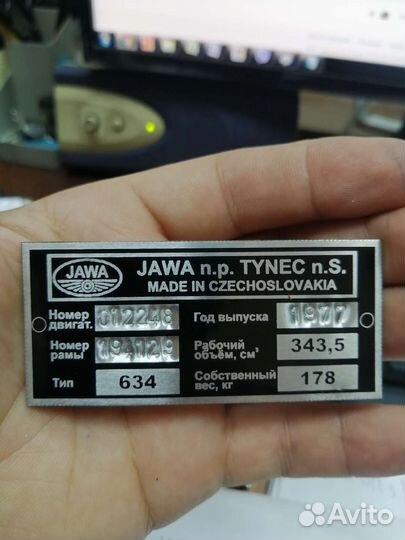 JAWA
JAWA n.p. TYNEC n.S.
MADE IN CZECHOSLOVAKIA
Номер двигат. 012248
Год выпуска 1977
Номер рамы 194129
Рабочий объём, см³ 343,5
Тип 634
Собственный вес, кг 178
Avito